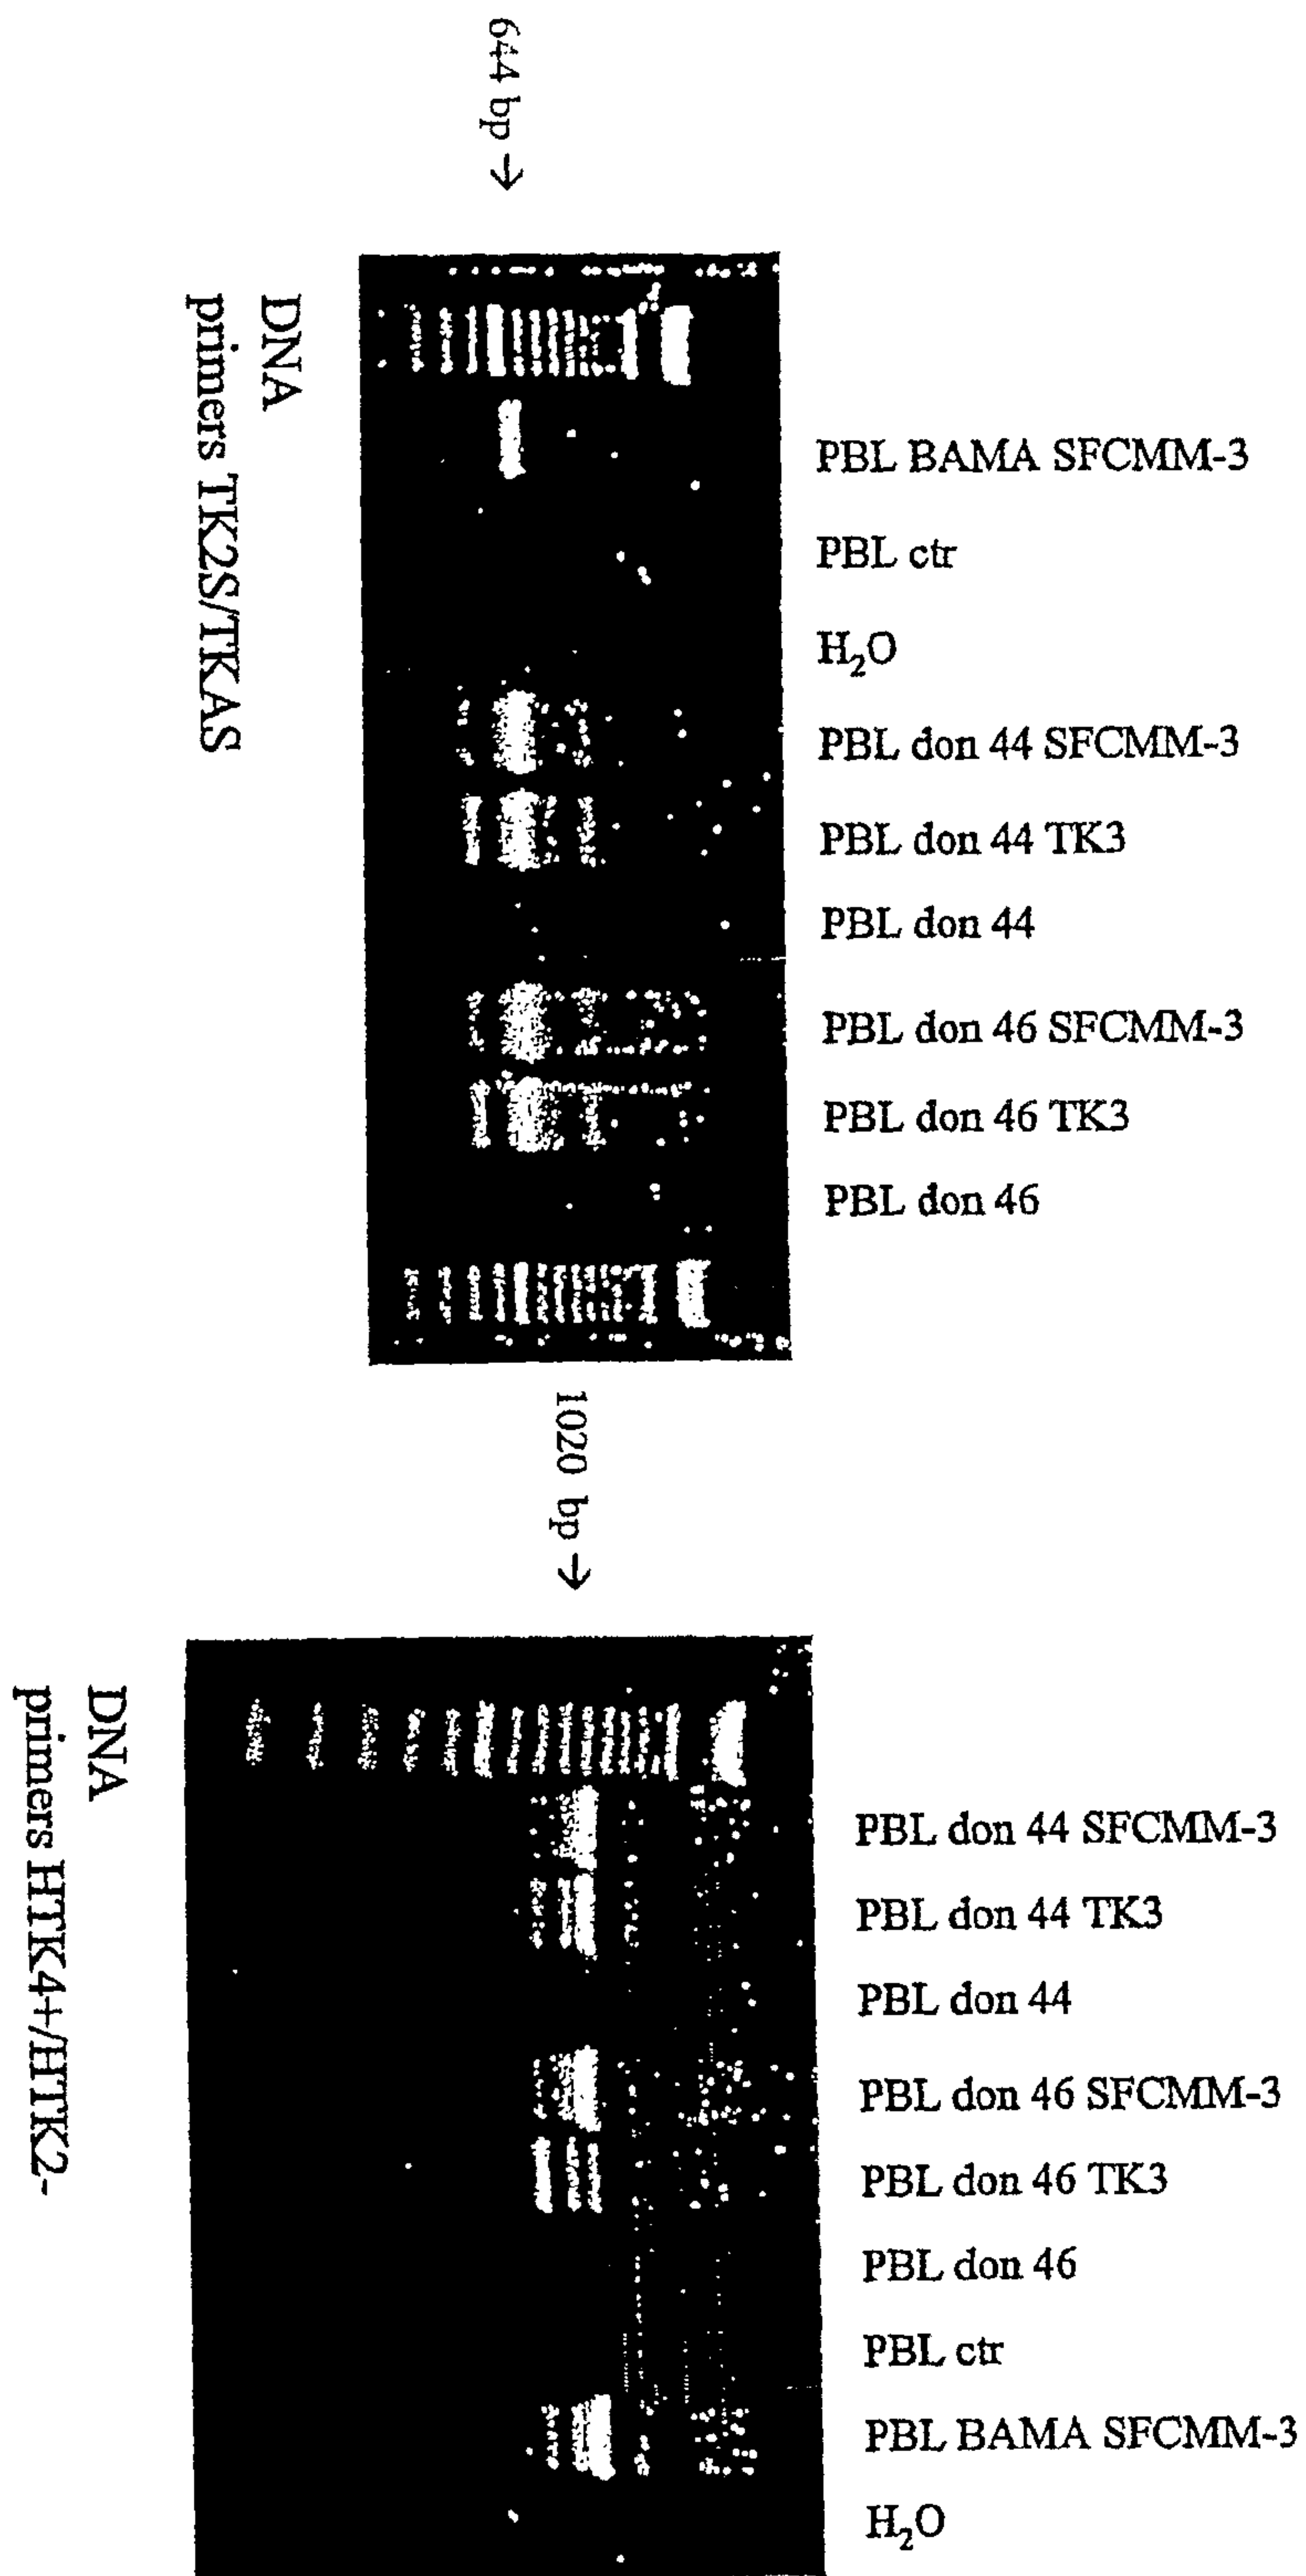 644 bp →
PBL BAMA SFCMM-3
PBL ctr
H₂O
PBL don 44 SFCMM-3
PBL don 44 TK3
PBL don 44
PBL don 46 SFCMM-3
PBL don 46 TK3
PBL don 46
DNA
primers TK2S/TKAS
1020 bp →
PBL don 44 SFCMM-3
PBL don 44 TK3
PBL don 44
PBL don 46 SFCMM-3
PBL don 46 TK3
PBL don 46
PBL ctr
PBL BAMA SFCMM-3
H₂O
DNA
primers HTK4+/HTK2-